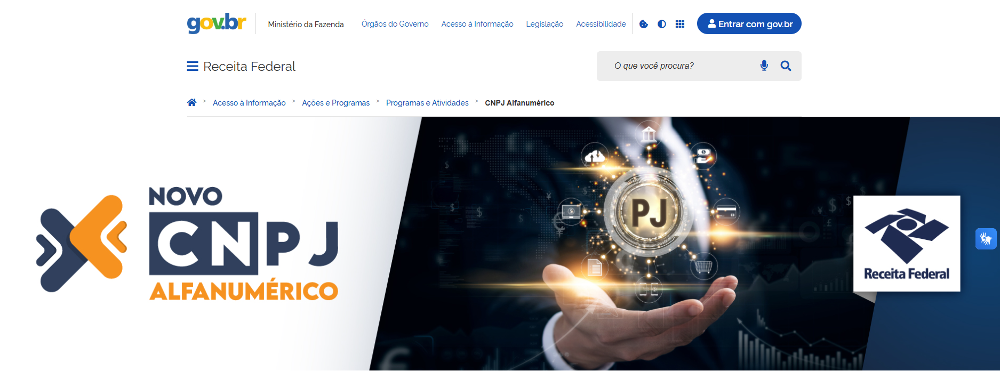 gov.br
Ministério da Fazenda
Órgãos do Governo
Acesso à Informação
Legislação
Acessibilidade
Entrar com gov.br
Receita Federal
O que você procura?
> Acesso à Informação > Ações e Programas > Programas e Atividades > CNPJ Alfanumérico
NOVO
CNPJ
ALFANUMÉRICO
PJ
Receita Federal